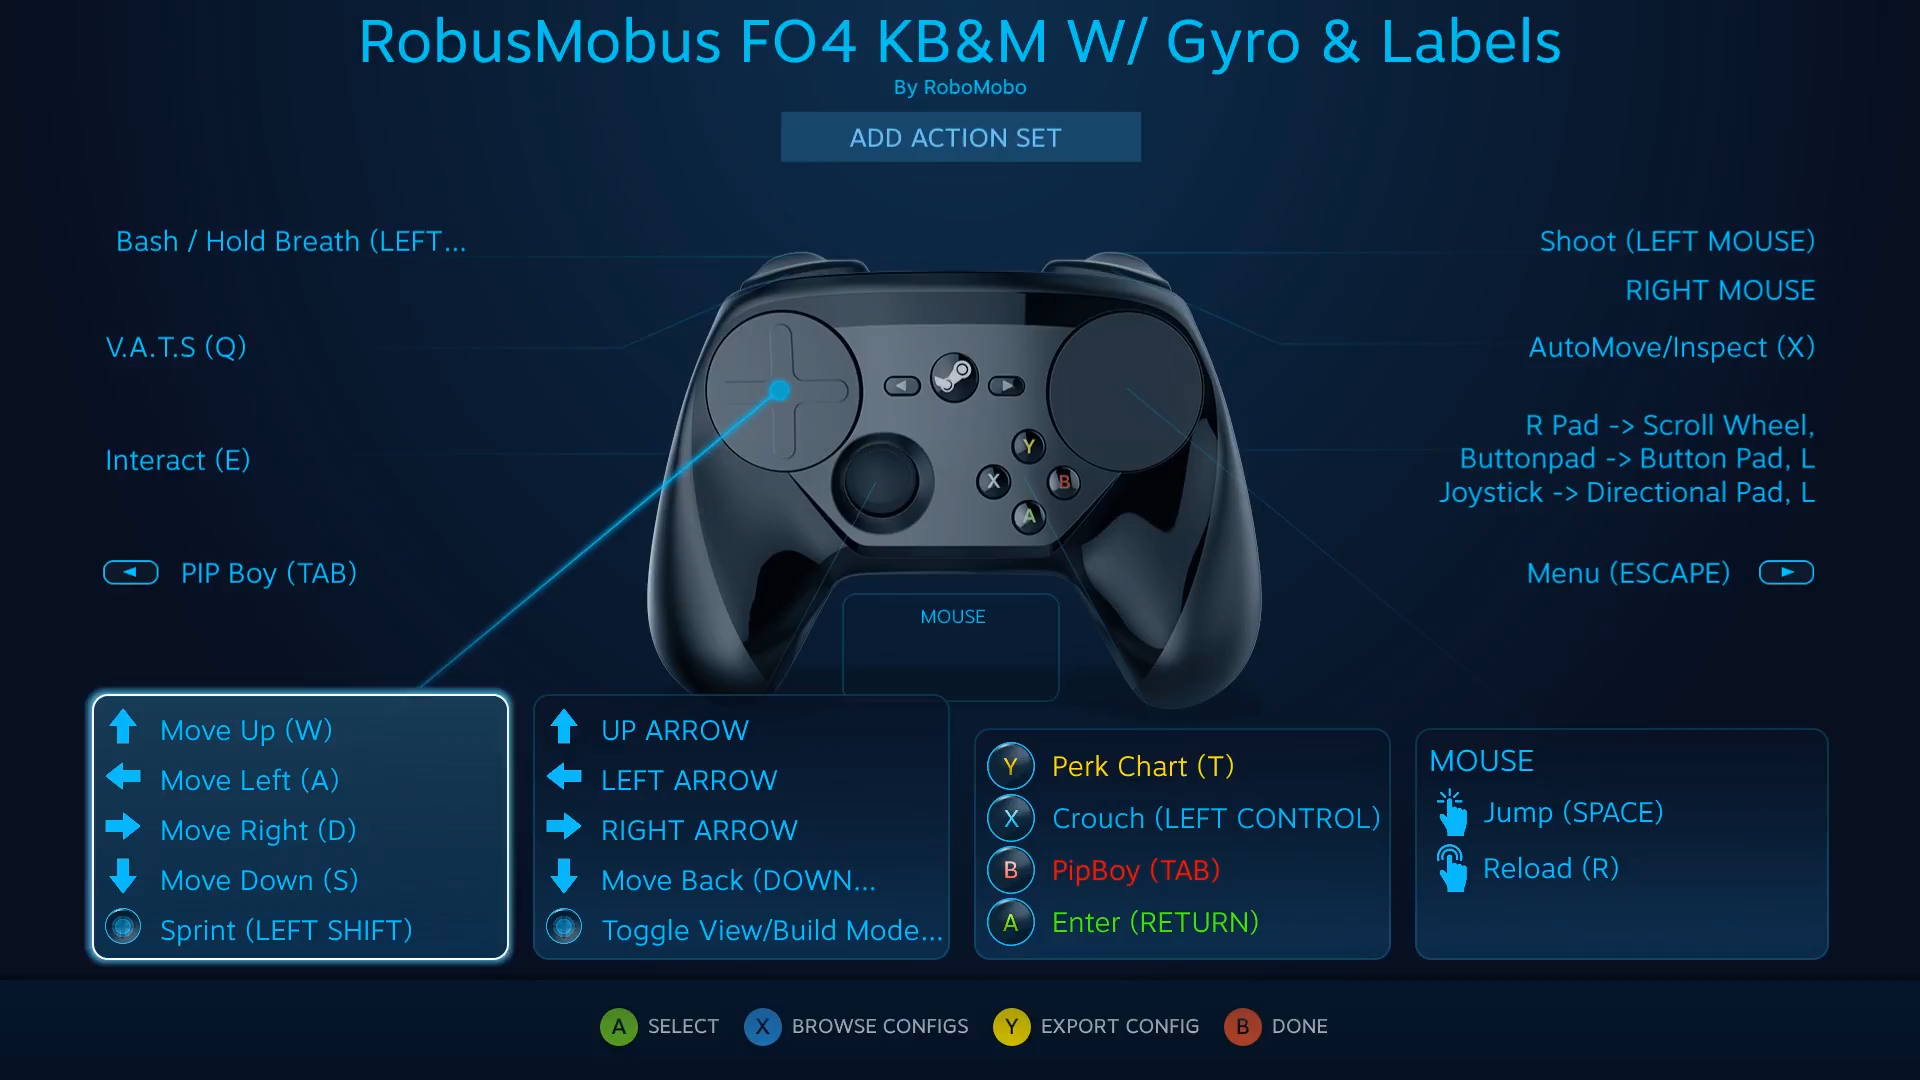 RobusMobus FO4 KB&M W/ Gyro & Labels
By RoboMobo
ADD ACTION SET
Bash / Hold Breath (LEFT...
V.A.T.S (Q)
Interact (E)
PIP Boy (TAB)
Shoot (LEFT MOUSE)
RIGHT MOUSE
AutoMove/Inspect (X)
R Pad -> Scroll Wheel,
Buttonpad -> Button Pad, L
Joystick -> Directional Pad, L
Menu (ESCAPE)
Y
X
B
A
MOUSE
Move Up (W)
Move Left (A)
Move Right (D)
Move Down (S)
Sprint (LEFT SHIFT)
UP ARROW
LEFT ARROW
RIGHT ARROW
Move Back (DOWN...
Toggle View/Build Mode...
Y Perk Chart (T)
X Crouch (LEFT CONTROL)
B PipBoy (TAB)
A Enter (RETURN)
MOUSE
Jump (SPACE)
Reload (R)
A SELECT X BROWSE CONFIGS Y EXPORT CONFIG B DONE